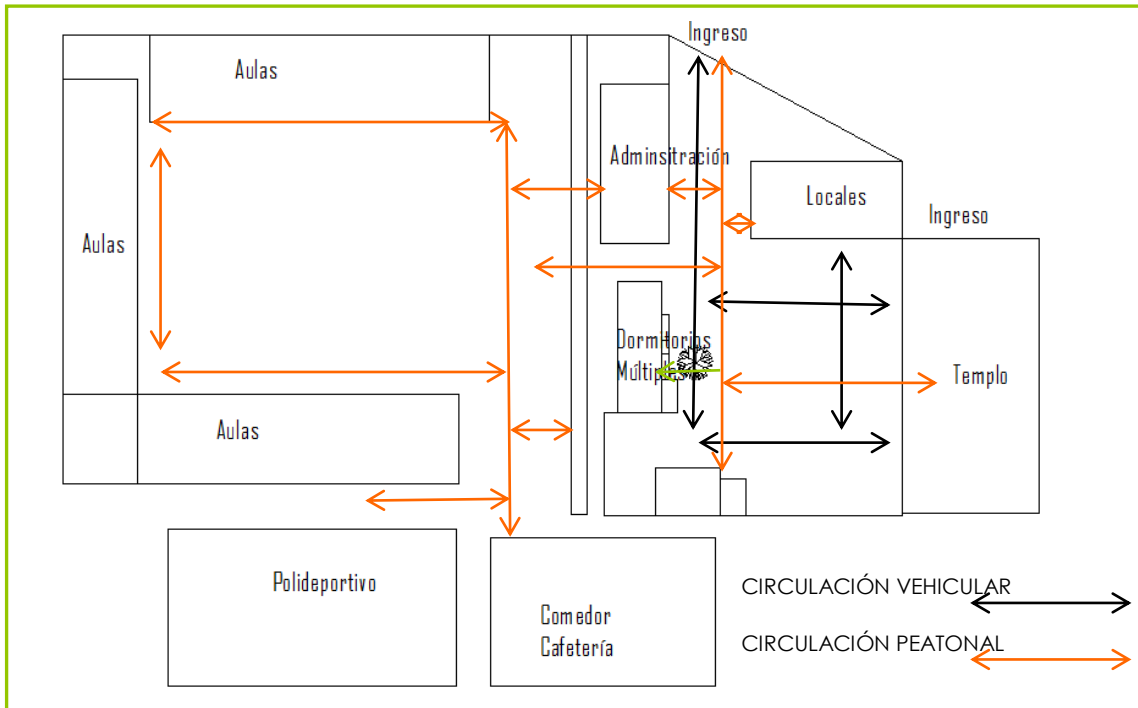 Ingreso
Aulas
Adminsitración
Locales
Ingreso
Aulas
Dormitorios
Múltiples
Templo
Aulas
Polideportivo
Comedor
Cafetería
CIRCULACIÓN VEHICULAR
CIRCULACIÓN PEATONAL